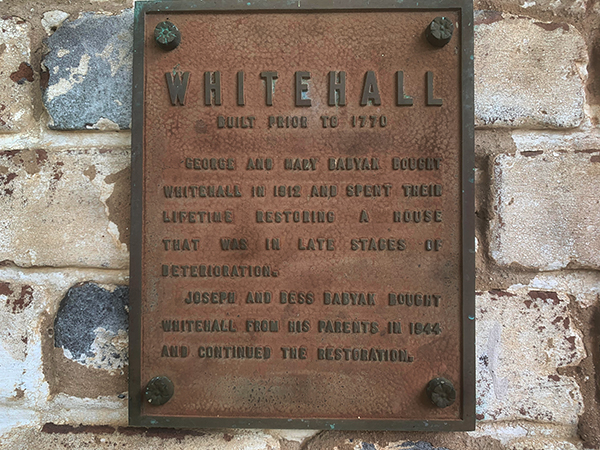 WHITEHALL
BUILT PRIOR TO 1770
GEORGE AND MARY BABYAK BOUGHT
WHITEHALL IN 1912 AND SPENT THEIR
LIFETIME RESTORING A HOUSE
THAT WAS IN LATE STAGES OF
DETERIORATION.
JOSEPH AND BESS BABYAK BOUGHT
WHITEHALL FROM HIS PARENTS IN 1944
AND CONTINUED THE RESTORATION.